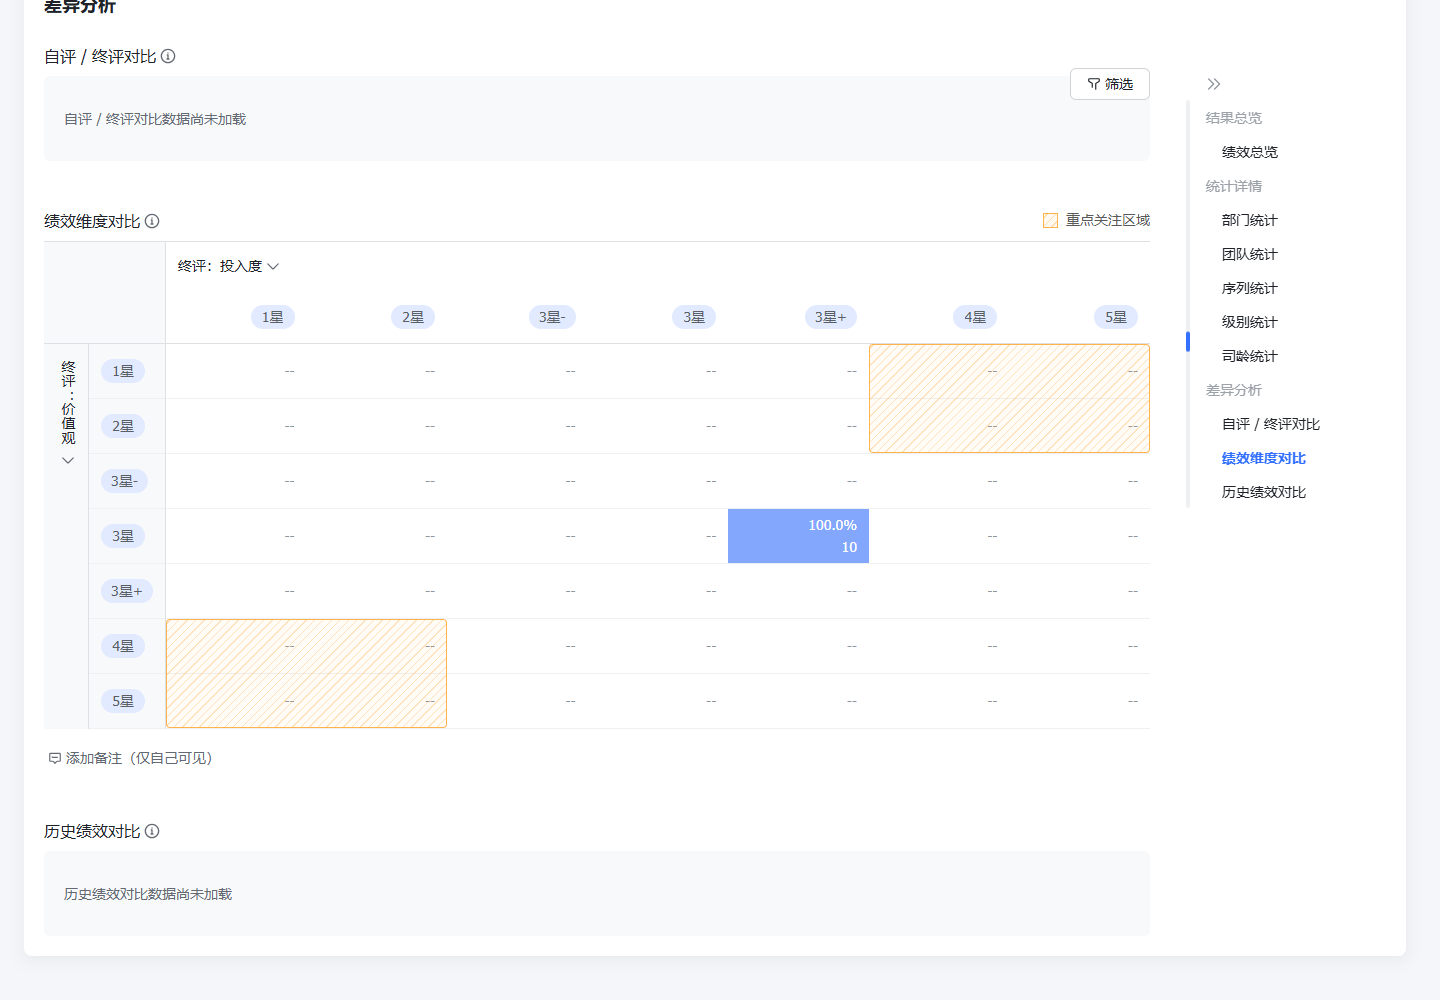 差异分析
自评 / 终评对比
筛选
自评 / 终评对比数据尚未加载
绩效维度对比
重点关注区域
终评：投入度
1星 2星 3星- 3星 3星+ 4星 5星
终评：价值观
1星 -- -- -- -- -- -- --
2星 -- -- -- -- -- -- --
3星- -- -- -- -- -- -- --
3星 -- -- -- -- 100.0% -- --
10
3星+ -- -- -- -- -- -- --
4星 -- -- -- -- -- -- --
5星 -- -- -- -- -- -- --
添加备注（仅自己可见）
历史绩效对比
历史绩效对比数据尚未加载
结果总览
绩效总览
统计详情
部门统计
团队统计
序列统计
级别统计
司龄统计
差异分析
自评 / 终评对比
绩效维度对比
历史绩效对比